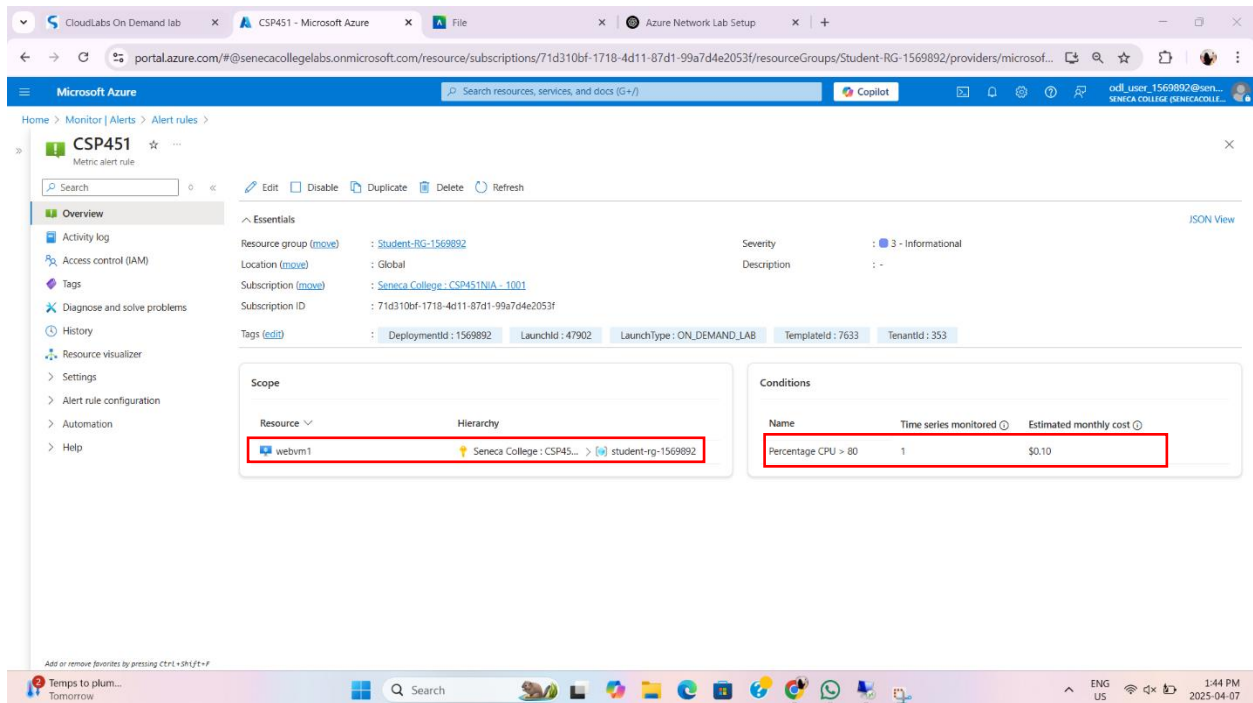 CloudLabs On Demand lab
CSP451 - Microsoft Azure
File
Azure Network Lab Setup
portal.azure.com/#@senecacollegelabs.onmicrosoft.com/resource/subscriptions/71d310bf-1718-4d11-87d1-99a7d4e2053f/resourceGroups/Student-RG-1569892/providers/microsof...
Microsoft Azure
Search resources, services, and docs (G+/)
Copilot
odl_user_1569892@sen...
SENECA COLLEGE (SENECACOLLE...
Home > Monitor | Alerts > Alert rules >
CSP451
Metric alert rule
Search
Edit Disable Duplicate Delete Refresh
Overview
Activity log
Access control (IAM)
Tags
Diagnose and solve problems
History
Resource visualizer
Settings
Alert rule configuration
Automation
Help
Essentials
JSON View
Resource group (move) : Student-RG-1569892
Location (move) : Global
Subscription (move) : Seneca College : CSP451NIA - 1001
Subscription ID : 71d310bf-1718-4d11-87d1-99a7d4e2053f
Severity : 3 - Informational
Description : -
Tags (edit) : DeploymentId : 1569892 LaunchId : 47902 LaunchType : ON_DEMAND_LAB TemplateId : 7633 TenantId : 353
Scope
Resource Hierarchy
webvm1 Seneca College : CSP45... > student-rg-1569892
Conditions
Name Time series monitored Estimated monthly cost
Percentage CPU > 80 1 $0.10
Add or remove favorites by pressing Ctrl+Shift+F
2
Temps to plum...
Tomorrow
Search
ENG
US
1:44 PM
2025-04-07